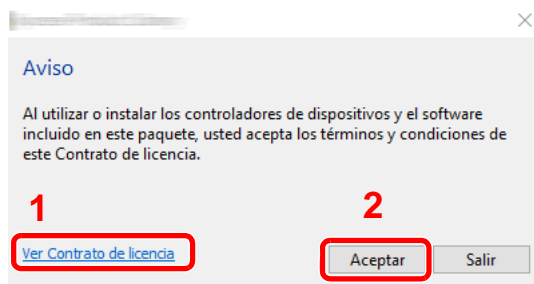 Aviso
Al utilizar o instalar los controladores de dispositivos y el software
incluido en este paquete, usted acepta los términos y condiciones de
este Contrato de licencia.
1
2
Ver Contrato de licencia
Aceptar
Salir